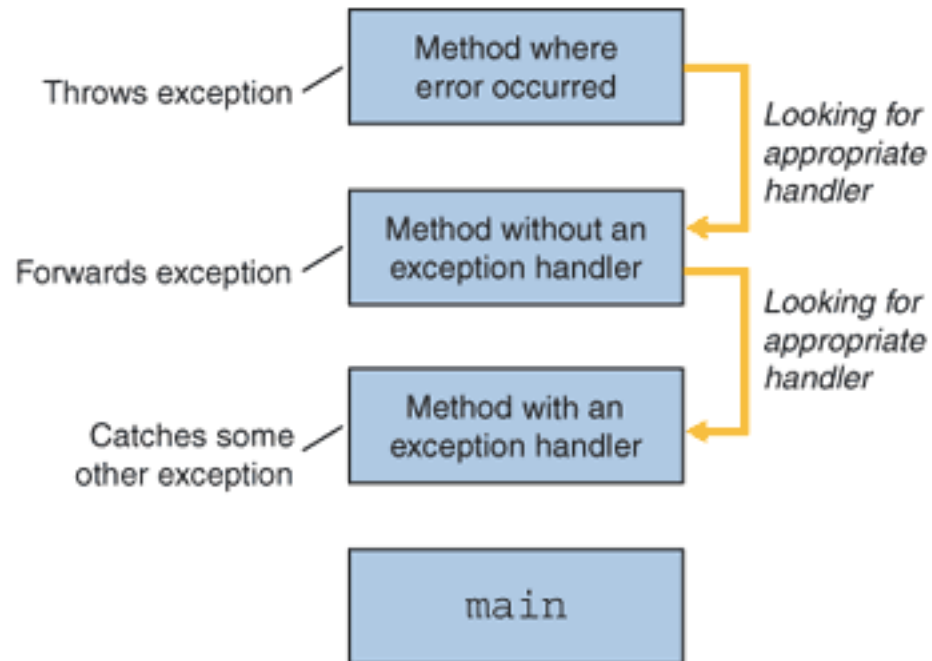 Method where
error occurred
Throws exception
Looking for
appropriate
handler
Method without an
exception handler
Forwards exception
Looking for
appropriate
handler
Method with an
exception handler
Catches some
other exception
main